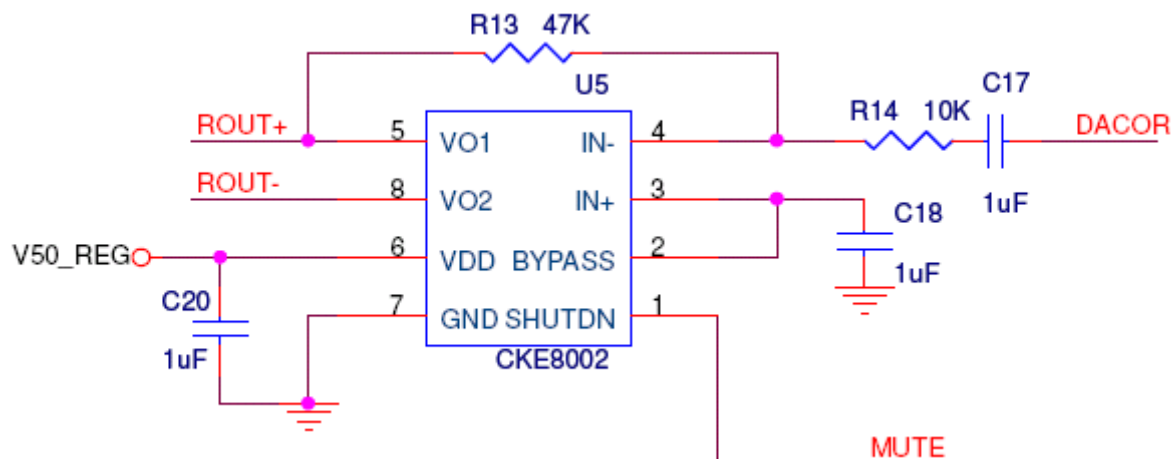 R13 47K
U5
C17
R14 10K
DACOR
ROUT+ 5 VO1 IN- 4
1uF
ROUT- 8 VO2 IN+ 3
C18
V50_REG 6 VDD BYPASS 2
1uF
C20
7 GND SHUTDN 1
1uF
CKE8002
MUTE